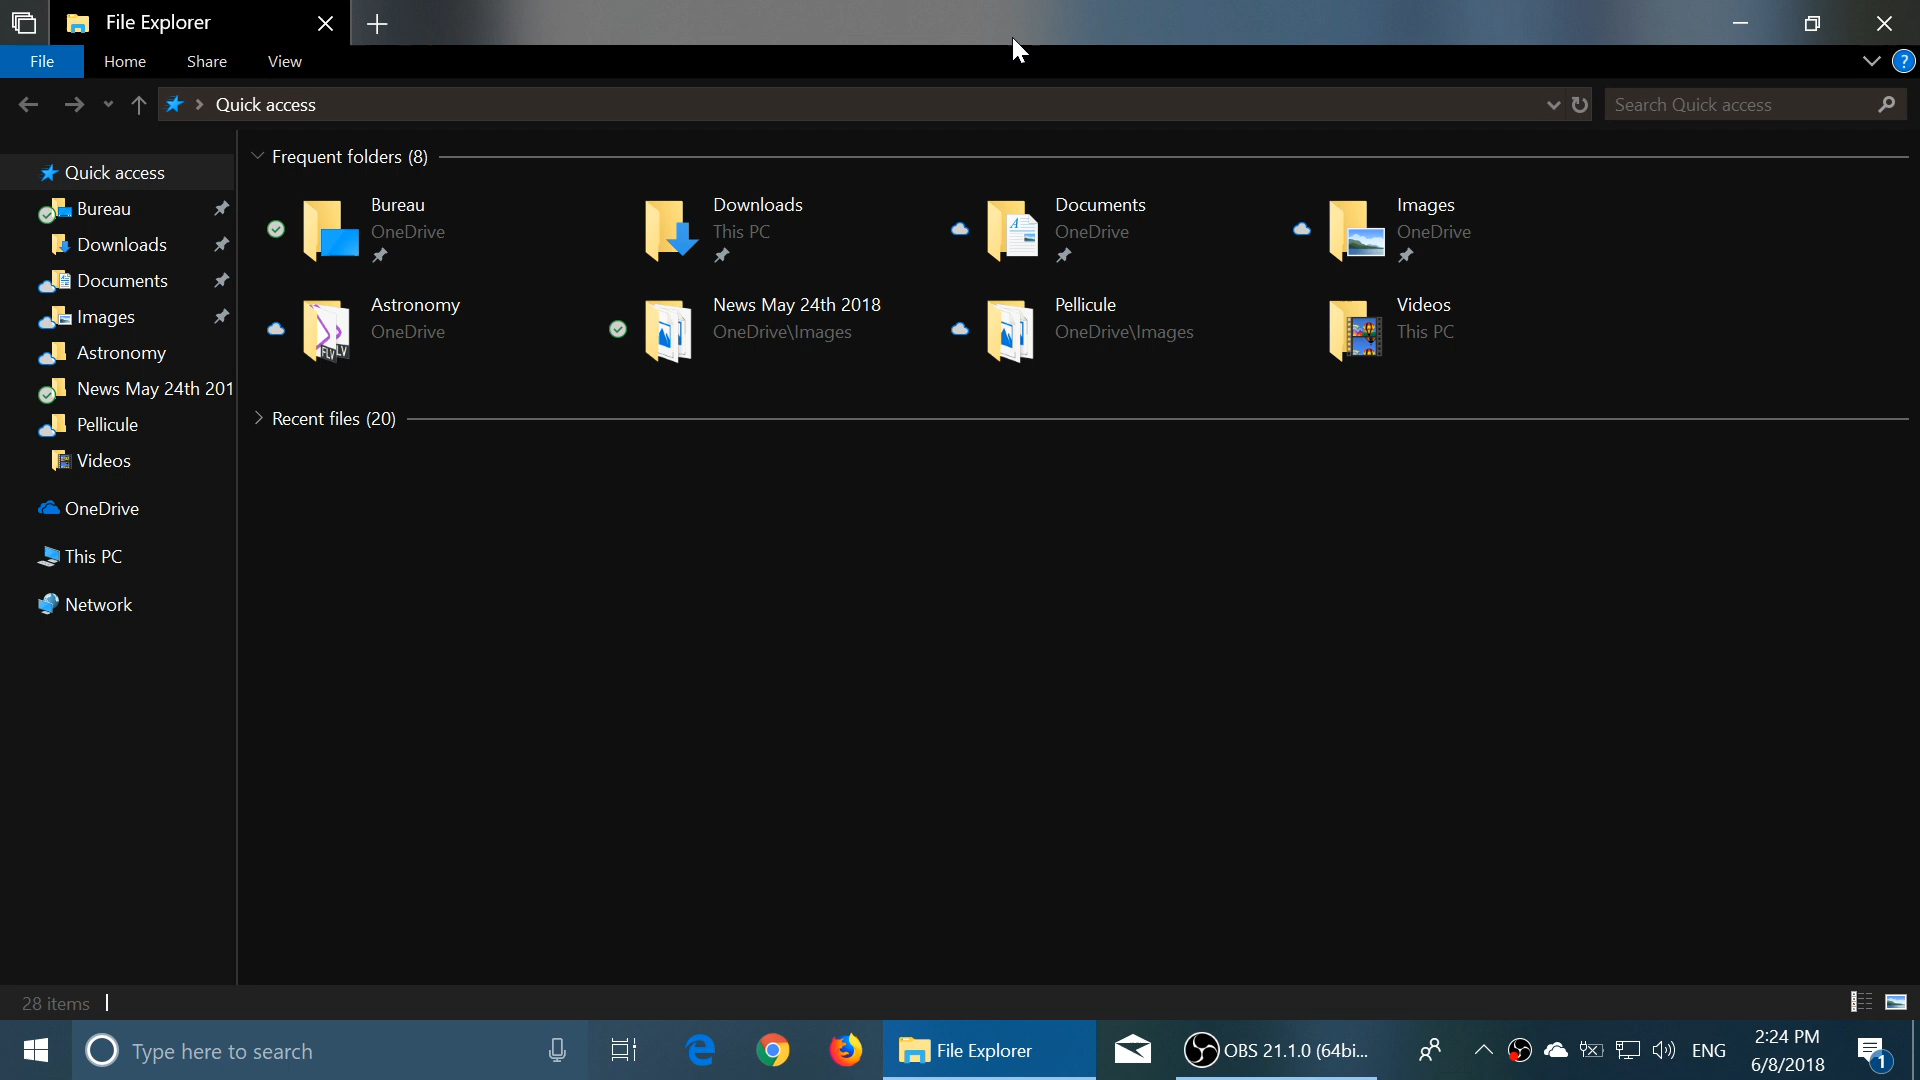 File Explorer
File Home Share View
Quick access
Search Quick access
Quick access
Bureau
Downloads
Documents
Images
Astronomy
News May 24th 201
Pellicule
Videos
OneDrive
This PC
Network
Frequent folders (8)
Bureau
OneDrive
Downloads
This PC
Documents
OneDrive
Images
OneDrive
Astronomy
OneDrive
News May 24th 2018
OneDrive\Images
Pellicule
OneDrive\Images
Videos
This PC
Recent files (20)
28 items
Type here to search
File Explorer
OBS 21.1.0 (64bi...
ENG
2:24 PM
6/8/2018
1